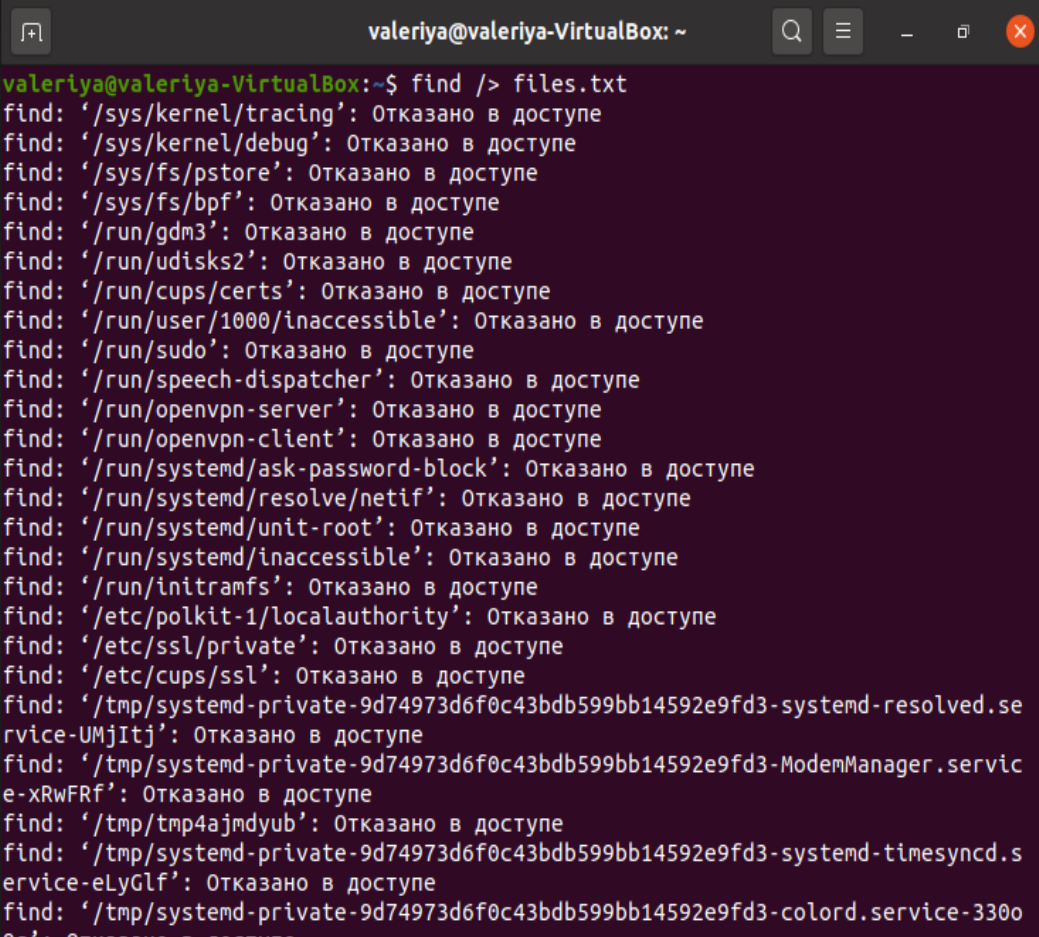 valeriya@valeriya-VirtualBox: ~
valeriya@valeriya-VirtualBox:~$ find /> files.txt
find: ‘/sys/kernel/tracing’: Отказано в доступе
find: ‘/sys/kernel/debug’: Отказано в доступе
find: ‘/sys/fs/pstore’: Отказано в доступе
find: ‘/sys/fs/bpf’: Отказано в доступе
find: ‘/run/gdm3’: Отказано в доступе
find: ‘/run/udisks2’: Отказано в доступе
find: ‘/run/cups/certs’: Отказано в доступе
find: ‘/run/user/1000/inaccessible’: Отказано в доступе
find: ‘/run/sudo’: Отказано в доступе
find: ‘/run/speech-dispatcher’: Отказано в доступе
find: ‘/run/openvpn-server’: Отказано в доступе
find: ‘/run/openvpn-client’: Отказано в доступе
find: ‘/run/systemd/ask-password-block’: Отказано в доступе
find: ‘/run/systemd/resolve/netif’: Отказано в доступе
find: ‘/run/systemd/unit-root’: Отказано в доступе
find: ‘/run/systemd/inaccessible’: Отказано в доступе
find: ‘/run/initramfs’: Отказано в доступе
find: ‘/etc/polkit-1/localauthority’: Отказано в доступе
find: ‘/etc/ssl/private’: Отказано в доступе
find: ‘/etc/cups/ssl’: Отказано в доступе
find: ‘/tmp/systemd-private-9d74973d6f0c43bdb599bb14592e9fd3-systemd-resolved.se
rvice-UMjItj’: Отказано в доступе
find: ‘/tmp/systemd-private-9d74973d6f0c43bdb599bb14592e9fd3-ModemManager.servic
e-xRwFRf’: Отказано в доступе
find: ‘/tmp/tmp4ajmdyub’: Отказано в доступе
find: ‘/tmp/systemd-private-9d74973d6f0c43bdb599bb14592e9fd3-systemd-timesyncd.s
ervice-eLyGlf’: Отказано в доступе
find: ‘/tmp/systemd-private-9d74973d6f0c43bdb599bb14592e9fd3-colord.service-330o